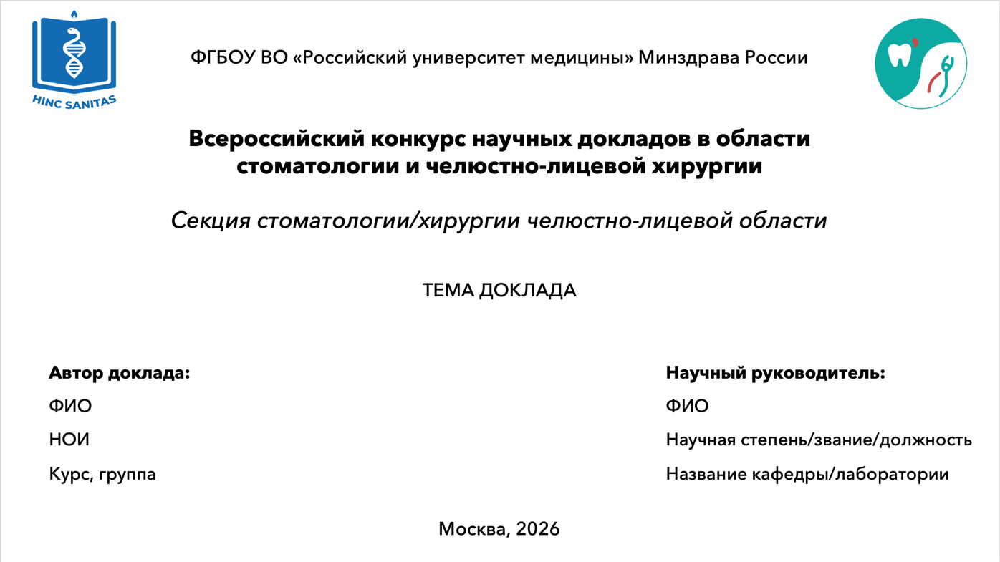 HINC SANITAS
ФГБОУ ВО «Российский университет медицины» Минздрава России
Всероссийский конкурс научных докладов в области
стоматологии и челюстно-лицевой хирургии
Секция стоматологии/хирургии челюстно-лицевой области
ТЕМА ДОКЛАДА
Автор доклада:
ФИО
НОИ
Курс, группа
Научный руководитель:
ФИО
Научная степень/звание/должность
Название кафедры/лаборатории
Москва, 2026